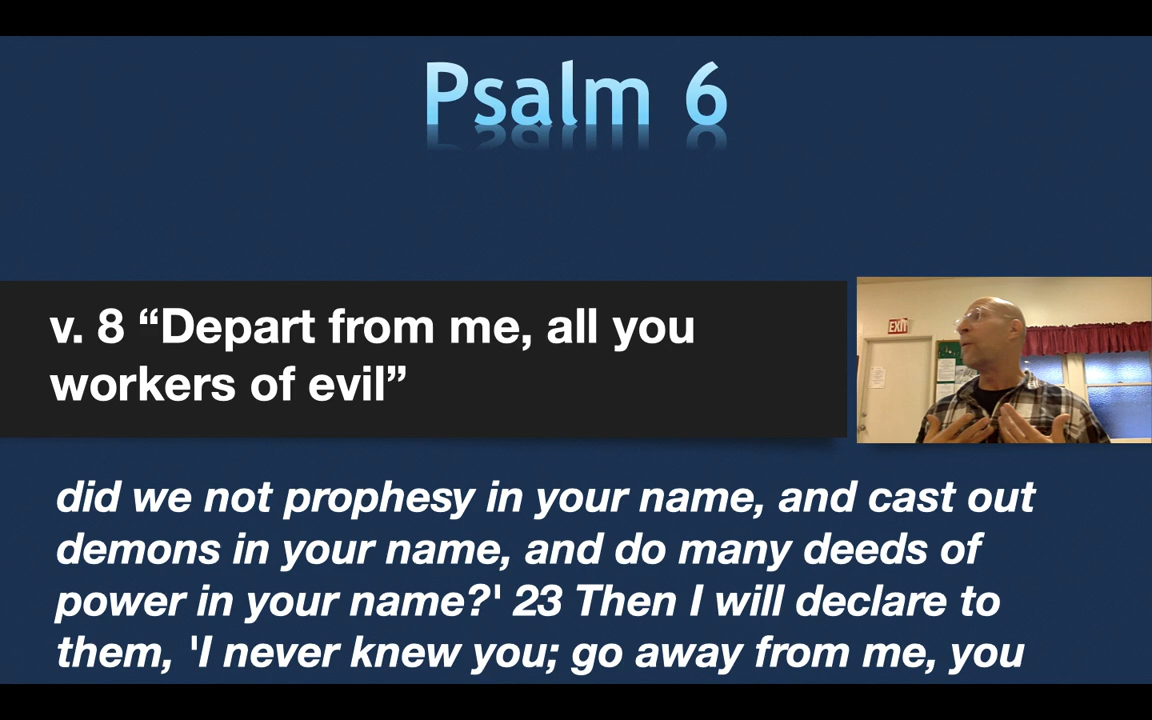 Psalm 6
v. 8 “Depart from me, all you
workers of evil”
EXIT
did we not prophesy in your name, and cast out
demons in your name, and do many deeds of
power in your name?' 23 Then I will declare to
them, 'I never knew you; go away from me, you